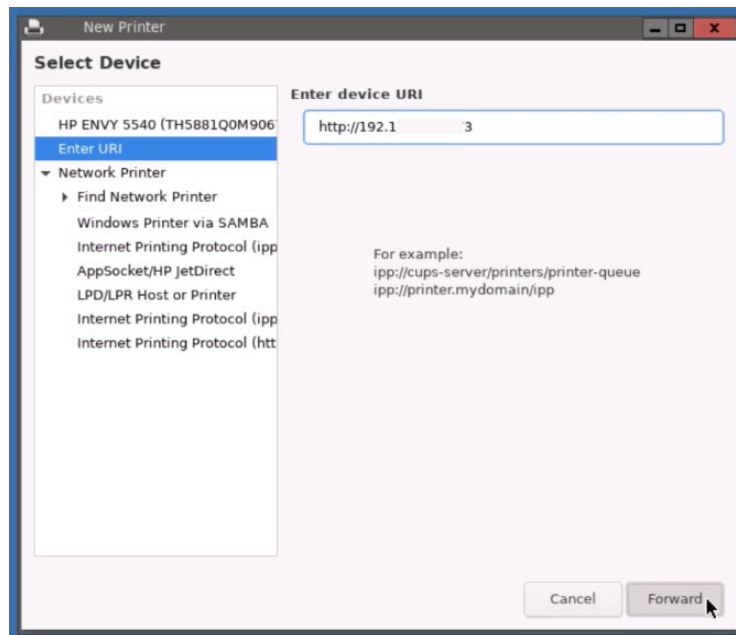 New Printer
Select Device
Devices
HP ENVY 5540 (TH5881Q0M906
Enter URI
Network Printer
Find Network Printer
Windows Printer via SAMBA
Internet Printing Protocol (ipp
AppSocket/HP JetDirect
LPD/LPR Host or Printer
Internet Printing Protocol (ipp
Internet Printing Protocol (htt
Enter device URI
http://192.1 3
For example:
ipp://cups-server/printers/printer-queue
ipp://printer.mydomain/ipp
Cancel Forward